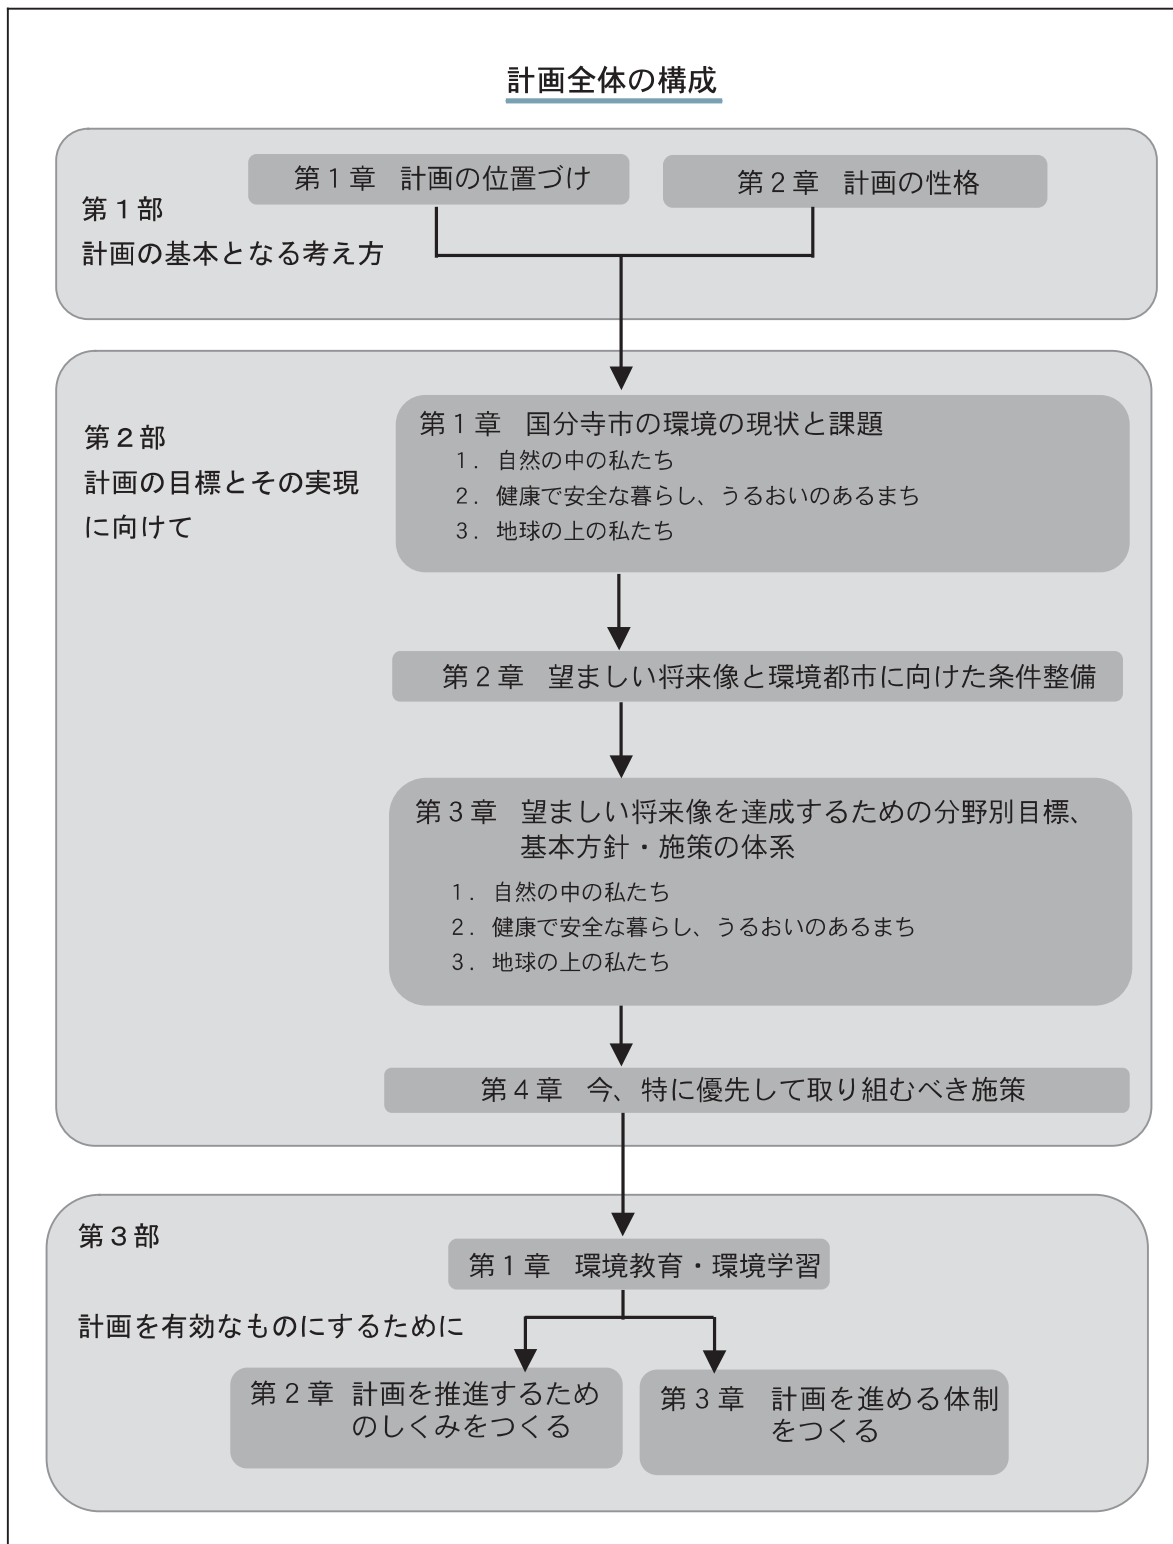 計画全体の構成
第１部
計画の基本となる考え方
第１章　計画の位置づけ
第２章　計画の性格
第２部
計画の目標とその実現
に向けて
第１章　国分寺市の環境の現状と課題
１．自然の中の私たち
２．健康で安全な暮らし、うるおいのあるまち
３．地球の上の私たち
第２章　望ましい将来像と環境都市に向けた条件整備
第３章　望ましい将来像を達成するための分野別目標、
基本方針・施策の体系
１．自然の中の私たち
２．健康で安全な暮らし、うるおいのあるまち
３．地球の上の私たち
第４章　今、特に優先して取り組むべき施策
第３部
計画を有効なものにするために
第１章　環境教育・環境学習
第２章　計画を推進するため
のしくみをつくる
第３章　計画を進める体制
をつくる